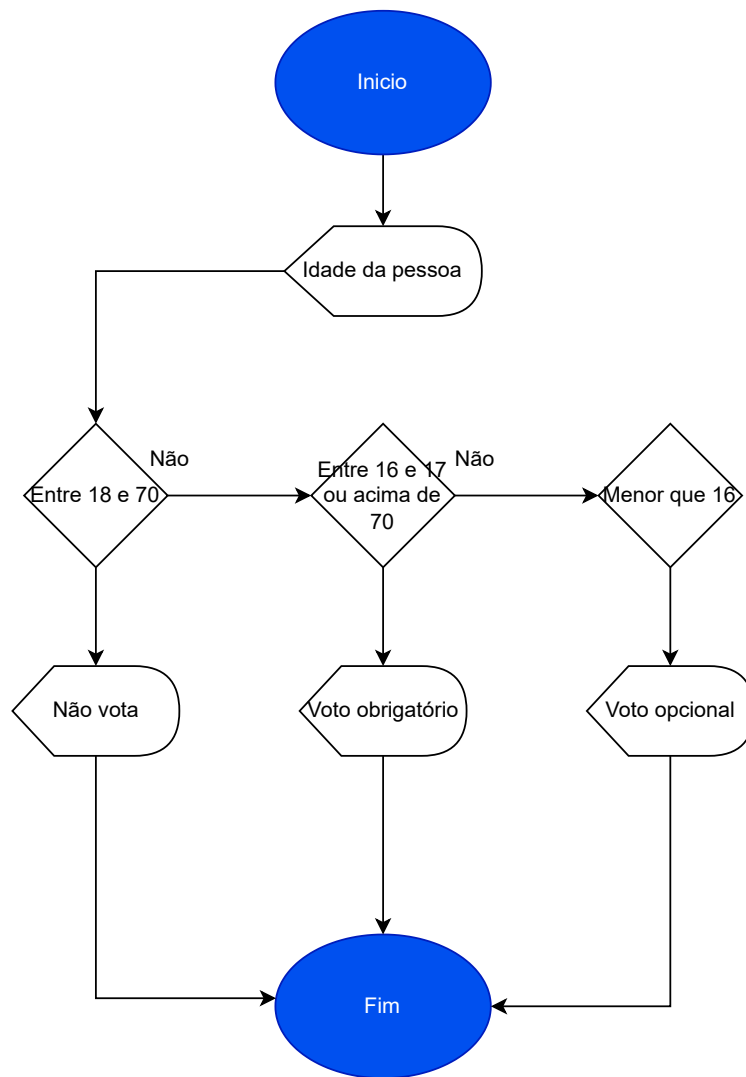 Inicio
Idade da pessoa
Não
Não
Entre 18 e 70
Entre 16 e 17
ou acima de
70
Menor que 16
Não vota
Voto obrigatório
Voto opcional
Fim